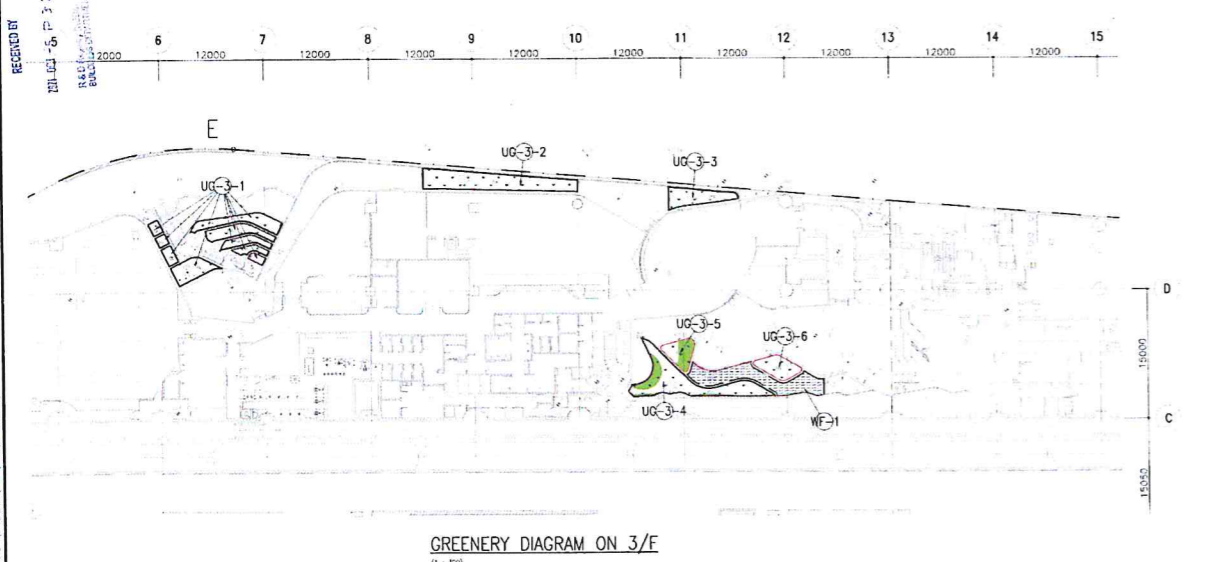 RECEIVED BY
5 6 7 8 9 10 11 12 13 14 15
2000 12000 12000 12000 12000 12000 12000 12000 12000 12000
E
UG-3-2
UG-3-3
UG-3-1
D
UG-3-5
UG-3-6
15000
UG-3-4
WF-1
C
15050
GREENERY DIAGRAM ON 3/F